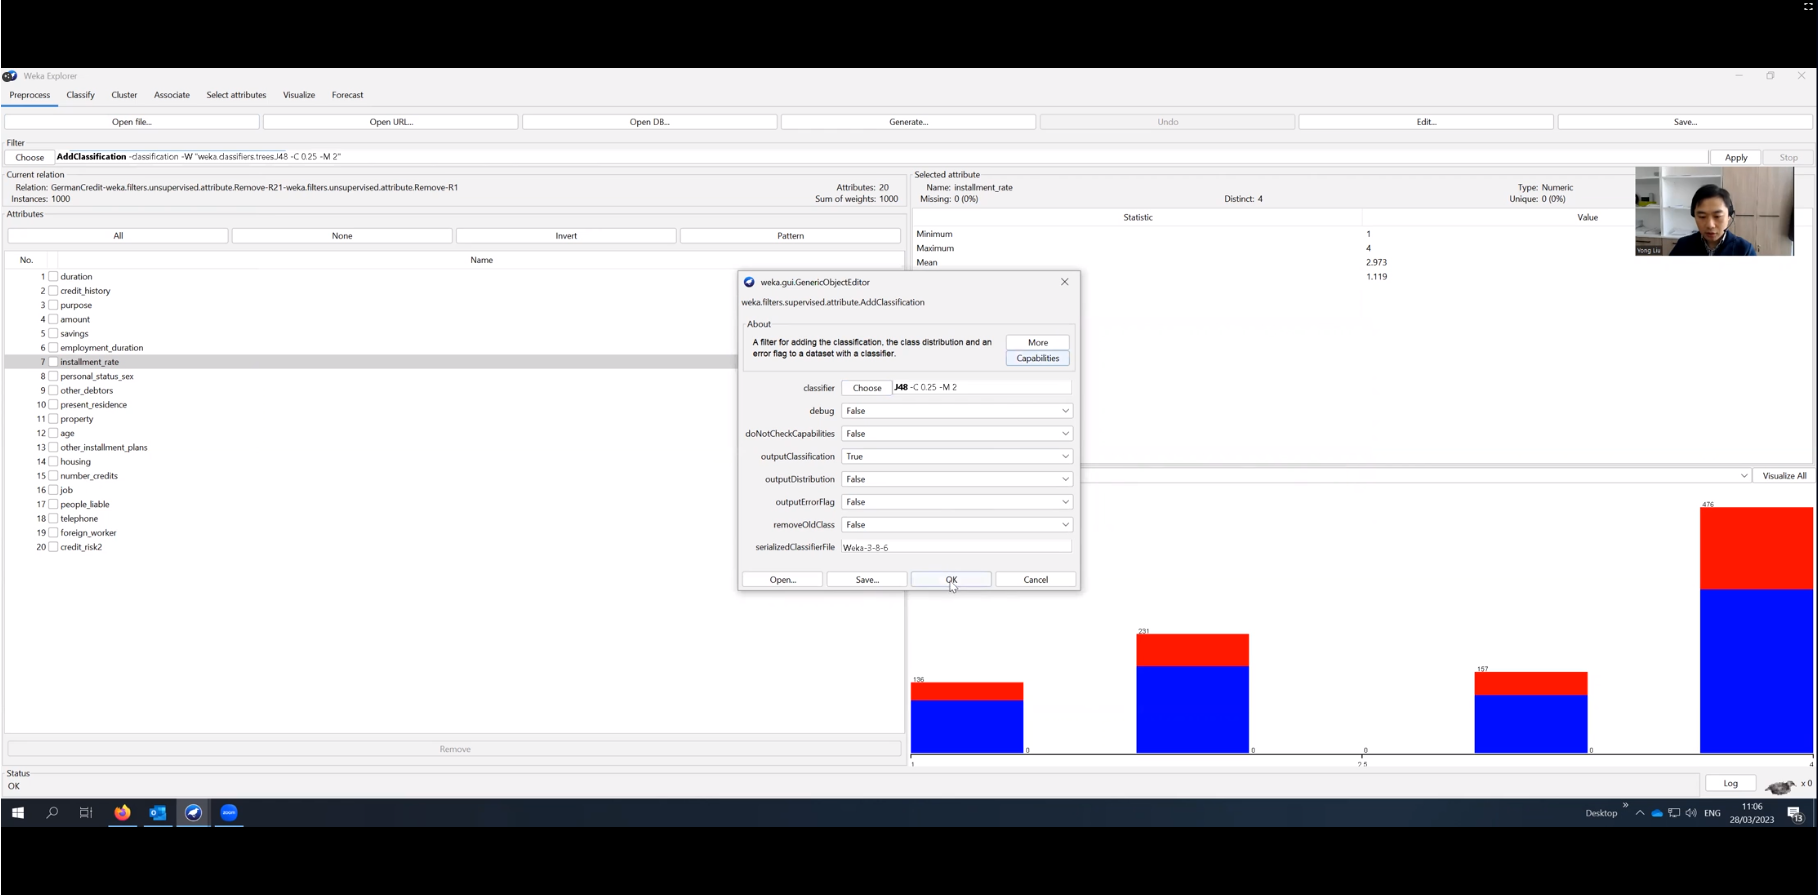 Weka Explorer
Preprocess Classify Cluster Associate Select attributes Visualize Forecast
Open file... Open URL... Open DB... Generate... Undo Edit... Save...
Filter
Choose AddClassification -classification -W "weka.classifiers.trees.J48 -C 0.25 -M 2" Apply Stop
Current relation
Relation: GermanCredit-weka.filters.unsupervised.attribute.Remove-R21-weka.filters.unsupervised.attribute.Remove-R1 Attributes: 20
Instances: 1000 Sum of weights: 1000
Attributes
All None Invert Pattern
No. Name
1 duration
2 credit_history
3 purpose
4 amount
5 savings
6 employment_duration
7 installment_rate
8 personal_status_sex
9 other_debtors
10 present_residence
11 property
12 age
13 other_installment_plans
14 housing
15 number_credits
16 job
17 people_liable
18 telephone
19 foreign_worker
20 credit_risk2
Remove
Selected attribute
Name: installment_rate Type: Numeric
Missing: 0 (0%) Distinct: 4 Unique: 0 (0%)
Statistic Value
Minimum 1
Maximum 4
Mean 2.973
1.119
Yong Liu
weka.gui.GenericObjectEditor
weka.filters.supervised.attribute.AddClassification
About
A filter for adding the classification, the class distribution and an
error flag to a dataset with a classifier.
More
Capabilities
classifier Choose J48 -C 0.25 -M 2
debug False
doNotCheckCapabilities False
outputClassification True
outputDistribution False
outputErrorFlag False
removeOldClass False
serializedClassifierFile Weka-3-8-6
Open... Save... OK Cancel
Visualize All
476
231
157
136
0 0 0 0
1 2.5 4
Status
OK
Log x 0
Desktop ENG 11:06
28/03/2023
13
zoom